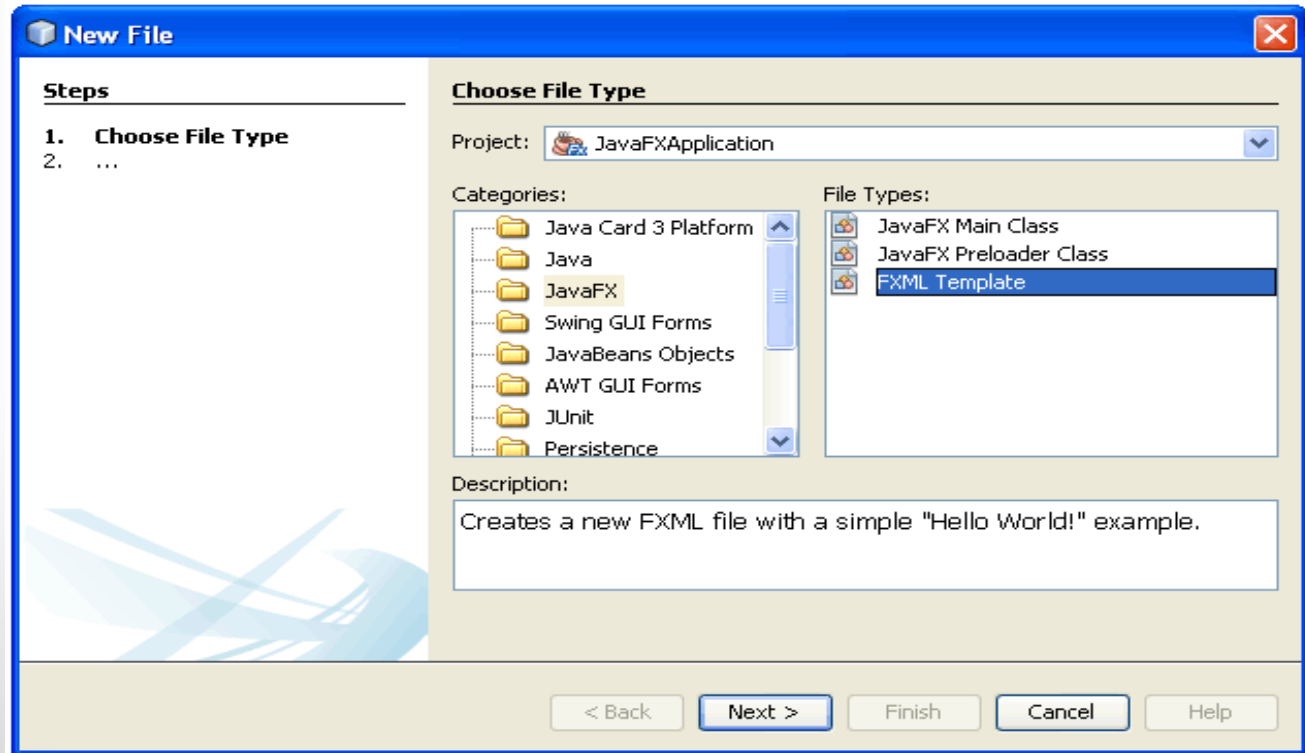 New File
Steps
1. Choose File Type
2. ...
Choose File Type
Project: JavaFXApplication
Categories:
Java Card 3 Platform
Java
JavaFX
Swing GUI Forms
JavaBeans Objects
AWT GUI Forms
JUnit
Persistence
File Types:
JavaFX Main Class
JavaFX Preloader Class
FXML Template
Description:
Creates a new FXML file with a simple "Hello World!" example.
< Back
Next >
Finish
Cancel
Help